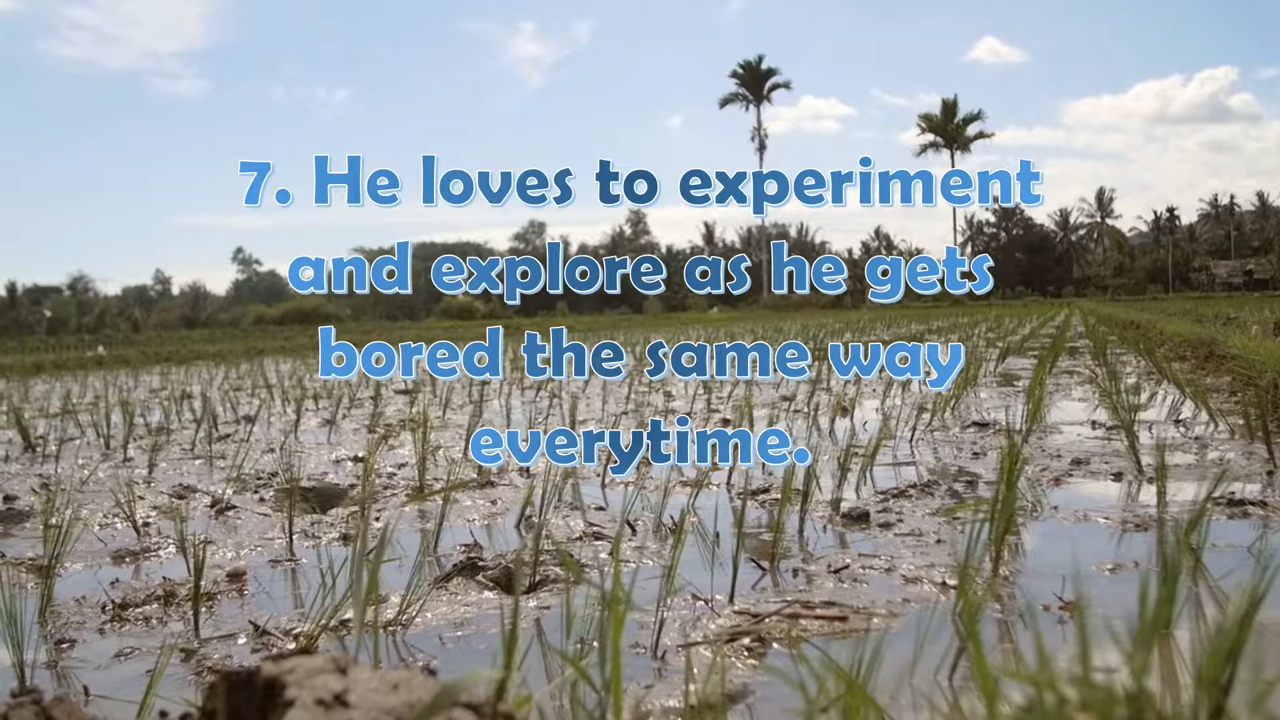 7. He loves to experiment
and explore as he gets
bored the same way
everytime.